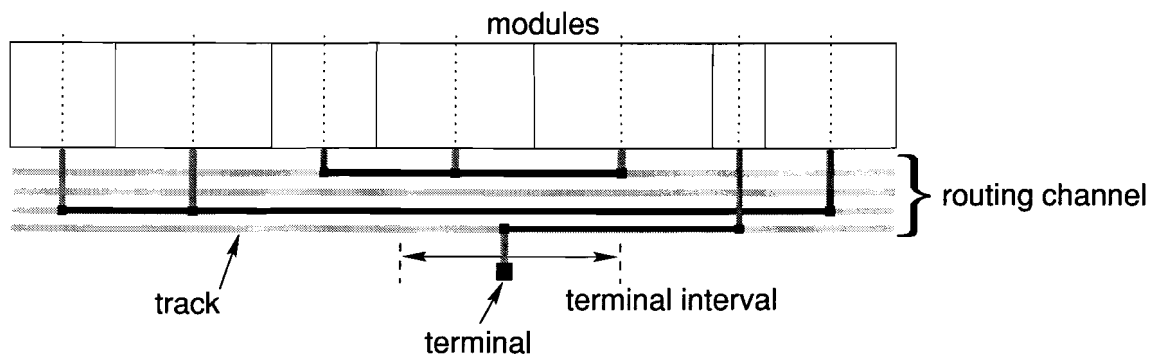 modules
routing channel
track
terminal interval
terminal